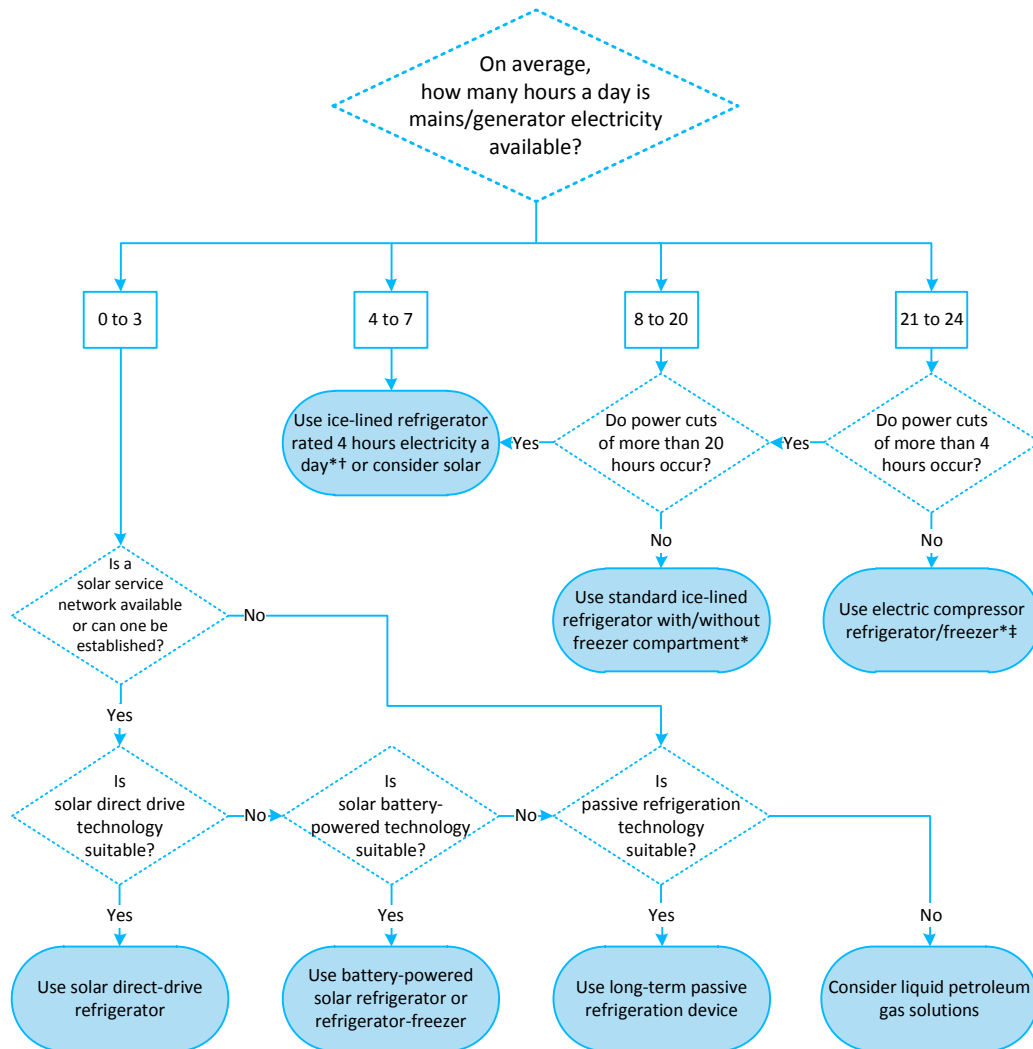 On average,
how many hours a day is
mains/generator electricity
available?
0 to 3
4 to 7
8 to 20
21 to 24
Use ice-lined refrigerator
rated 4 hours electricity a
day*† or consider solar
Yes
Do power cuts
of more than 20
hours occur?
Yes
Do power cuts
of more than 4
hours occur?
No
No
Use standard ice-lined
refrigerator with/without
freezer compartment*
Use electric compressor
refrigerator/freezer*‡
Is a
solar service
network available
or can one be
established?
No
Yes
Is
solar direct drive
technology
suitable?
No
Is
solar battery-
powered technology
suitable?
No
Is
passive refrigeration
technology
suitable?
Yes
Yes
Yes
No
Use solar direct-drive
refrigerator
Use battery-powered
solar refrigerator or
refrigerator-freezer
Use long-term passive
refrigeration device
Consider liquid petroleum
gas solutions